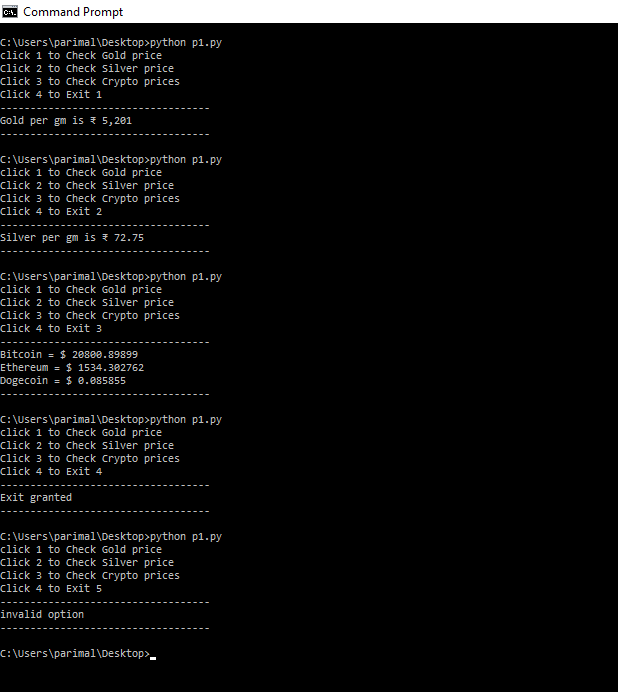 Command Prompt
C:\Users\parimal\Desktop>python p1.py
click 1 to Check Gold price
Click 2 to Check Silver price
Click 3 to Check Crypto prices
Click 4 to Exit 1
-----------------------------------
Gold per gm is ₹ 5,201
-----------------------------------
C:\Users\parimal\Desktop>python p1.py
click 1 to Check Gold price
Click 2 to Check Silver price
Click 3 to Check Crypto prices
Click 4 to Exit 2
-----------------------------------
Silver per gm is ₹ 72.75
-----------------------------------
C:\Users\parimal\Desktop>python p1.py
click 1 to Check Gold price
Click 2 to Check Silver price
Click 3 to Check Crypto prices
Click 4 to Exit 3
-----------------------------------
Bitcoin = $ 20800.89899
Ethereum = $ 1534.302762
Dogecoin = $ 0.085855
-----------------------------------
C:\Users\parimal\Desktop>python p1.py
click 1 to Check Gold price
Click 2 to Check Silver price
Click 3 to Check Crypto prices
Click 4 to Exit 4
-----------------------------------
Exit granted
-----------------------------------
C:\Users\parimal\Desktop>python p1.py
click 1 to Check Gold price
Click 2 to Check Silver price
Click 3 to Check Crypto prices
Click 4 to Exit 5
-----------------------------------
invalid option
-----------------------------------
C:\Users\parimal\Desktop>